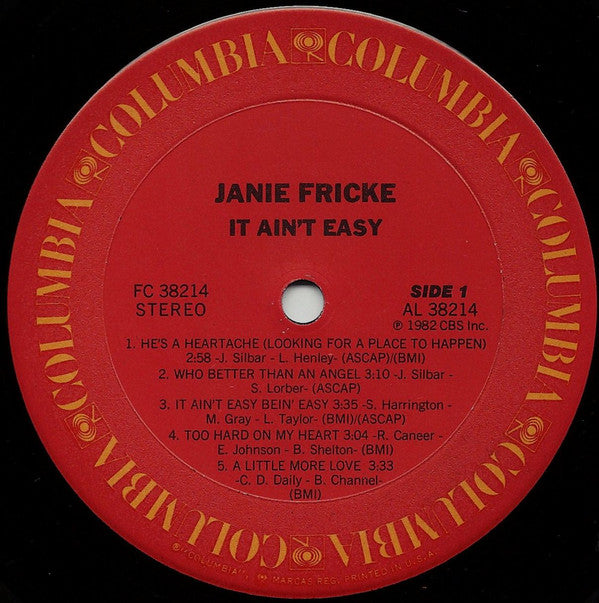 COLUMBIA COLUMBIA COLUMBIA COLUMBIA COLUMBIA COLUMBIA
JANIE FRICKE
IT AIN'T EASY
FC 38214
STEREO
SIDE 1
AL 38214
℗ 1982 CBS Inc.
1. HE'S A HEARTACHE (LOOKING FOR A PLACE TO HAPPEN)
2:58 -J. Silbar - L. Henley- (ASCAP)/(BMI)
2. WHO BETTER THAN AN ANGEL 3:10 -J. Silbar -
S. Lorber- (ASCAP)
3. IT AIN'T EASY BEIN' EASY 3:35 -S. Harrington -
M. Gray - L. Taylor- (BMI)/(ASCAP)
4. TOO HARD ON MY HEART 3:04 -R. Caneer -
E. Johnson - B. Shelton- (BMI)
5. A LITTLE MORE LOVE 3:33
-C. D. Daily - B. Channel-
(BMI)
® "COLUMBIA", MARCAS REG. PRINTED IN U.S.A.